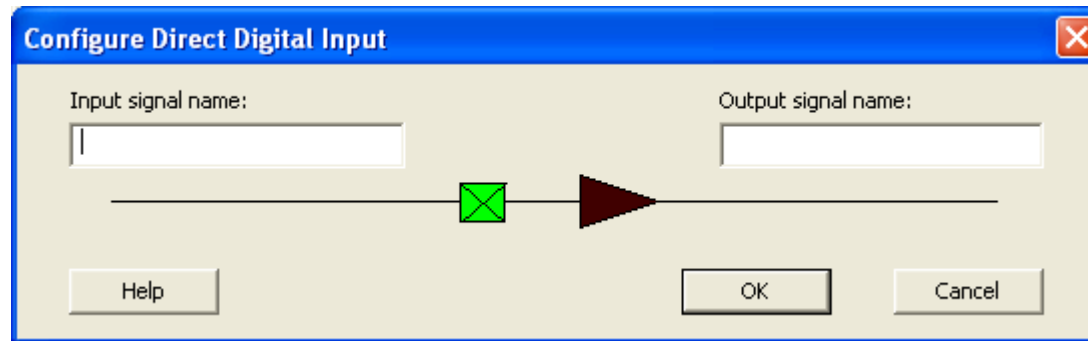 Configure Direct Digital Input
Input signal name:
Output signal name:
Help
OK
Cancel